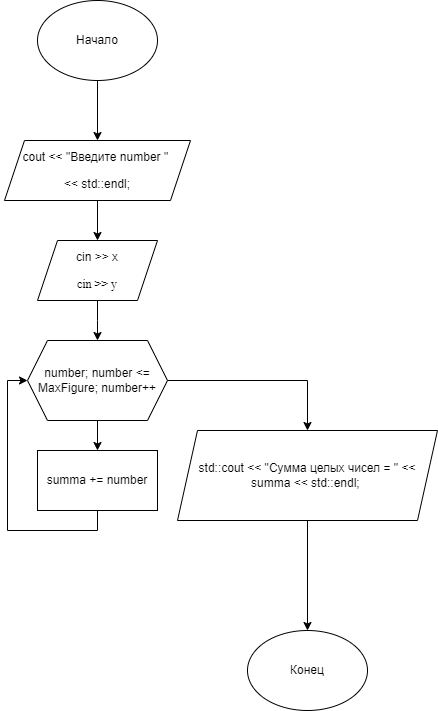 Начало
cout << "Введите number "
<< std::endl;
cin >> x
cin >> y
number; number <=
MaxFigure; number++
summa += number
std::cout << "Сумма целых чисел = " <<
summa << std::endl;
Конец